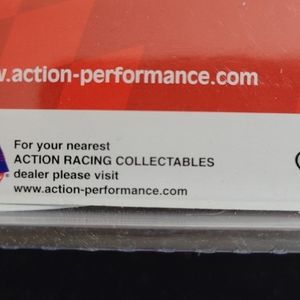 w.action-performance.com
For your nearest
ACTION RACING COLLECTABLES
dealer please visit
www.action-performance.com